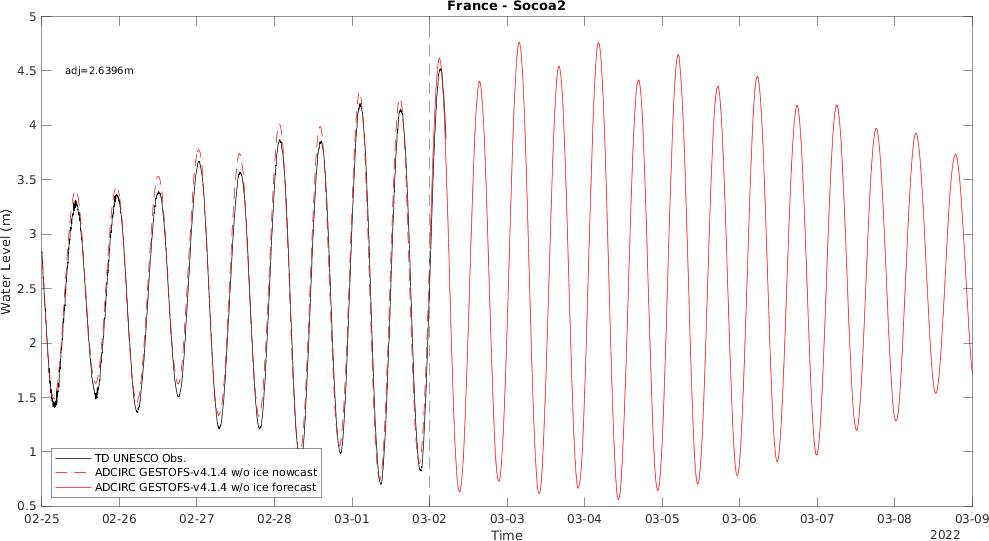 France - Socoa2
5
4.5
4
3.5
3
2.5
2
1.5
1
0.5
Water Level (m)
adj=2.6396m
TD UNESCO Obs.
ADCIRC GESTOFS-v4.1.4 w/o ice nowcast
ADCIRC GESTOFS-v4.1.4 w/o ice forecast
02-25 02-26 02-27 02-28 03-01 03-02 03-03 03-04 03-05 03-06 03-07 03-08 03-09
Time
2022